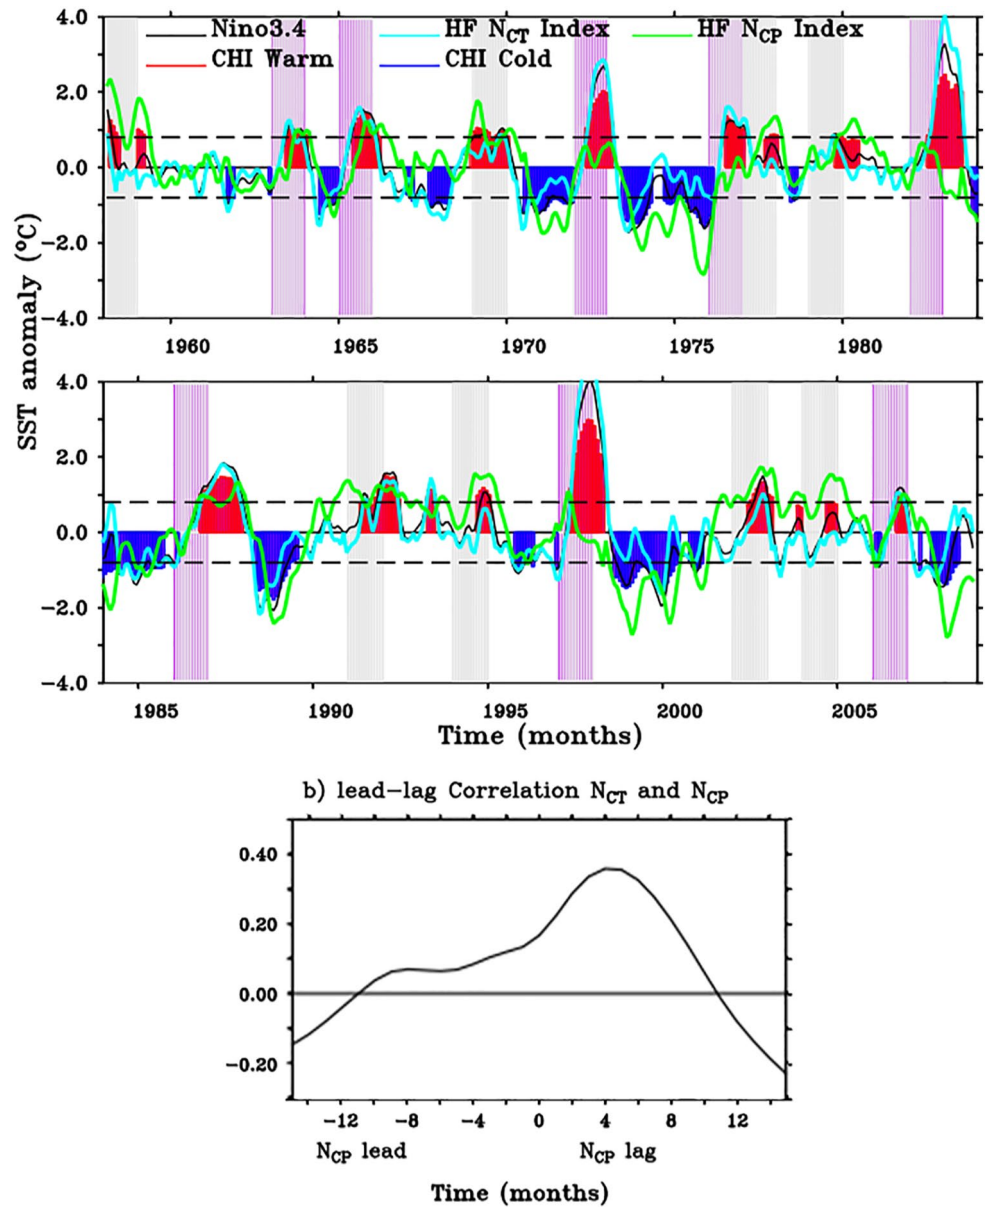 4.0
Nino3.4 HF N_CT Index HF N_CP Index
CHI Warm CHI Cold
2.0
0.0
−2.0
−4.0
1960 1965 1970 1975 1980
SST anomaly (°C)
4.0
2.0
0.0
−2.0
−4.0
1985 1990 1995 2000 2005
Time (months)
b) lead−lag Correlation N_CT and N_CP
0.40
0.20
0.00
−0.20
−12 −8 −4 0 4 8 12
N_CP lead N_CP lag
Time (months)